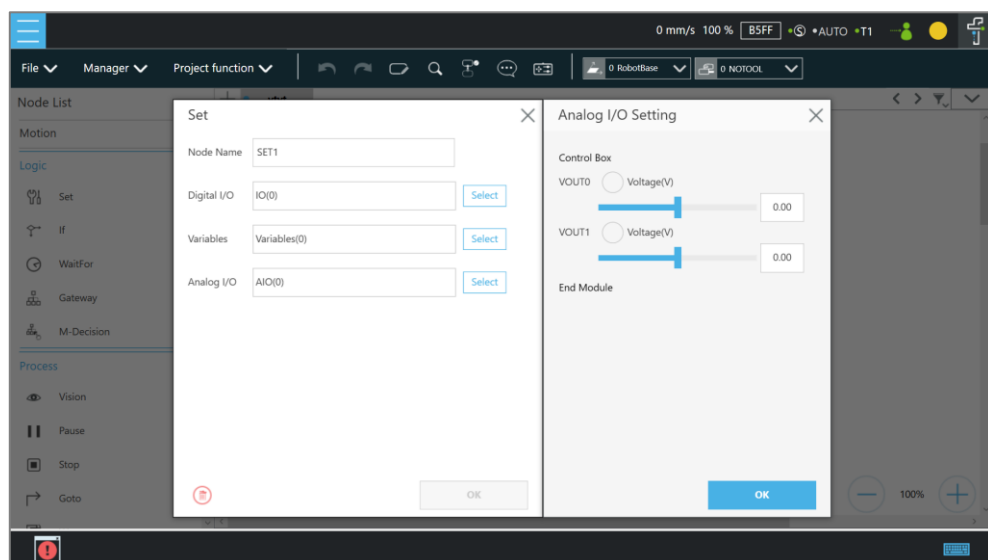 0 mm/s 100 % B5FF S AUTO T1
File Manager Project function 0 RobotBase 0 NOTOOL
Node List
Motion
Logic
Set
If
WaitFor
Gateway
M-Decision
Process
Vision
Pause
Stop
Goto
Set
Node Name SET1
Digital I/O IO(0) Select
Variables Variables(0) Select
Analog I/O AIO(0) Select
OK
Analog I/O Setting
Control Box
VOUT0 Voltage(V)
0.00
VOUT1 Voltage(V)
0.00
End Module
OK
100%